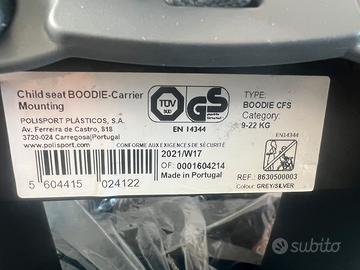 Child seat BOODIE-Carrier
Mounting
POLISPORT PLÁSTICOS, S.A.
Av. Ferreira de Castro, 818
3720-024 Carregosa|Portugal
www.polisport.com
TÜV
SÜD
GS
EN 14344
TYPE:
BOODIE CFS
Category:
9-22 KG
EN14344
CONFORME AUX EXIGENCES DE SÉCURITÉ
2021/W17
OF: 0001604214
Made in Portugal
5 604415 024122
REF.: 8630500003
Colour: GREY/SILVER
subito